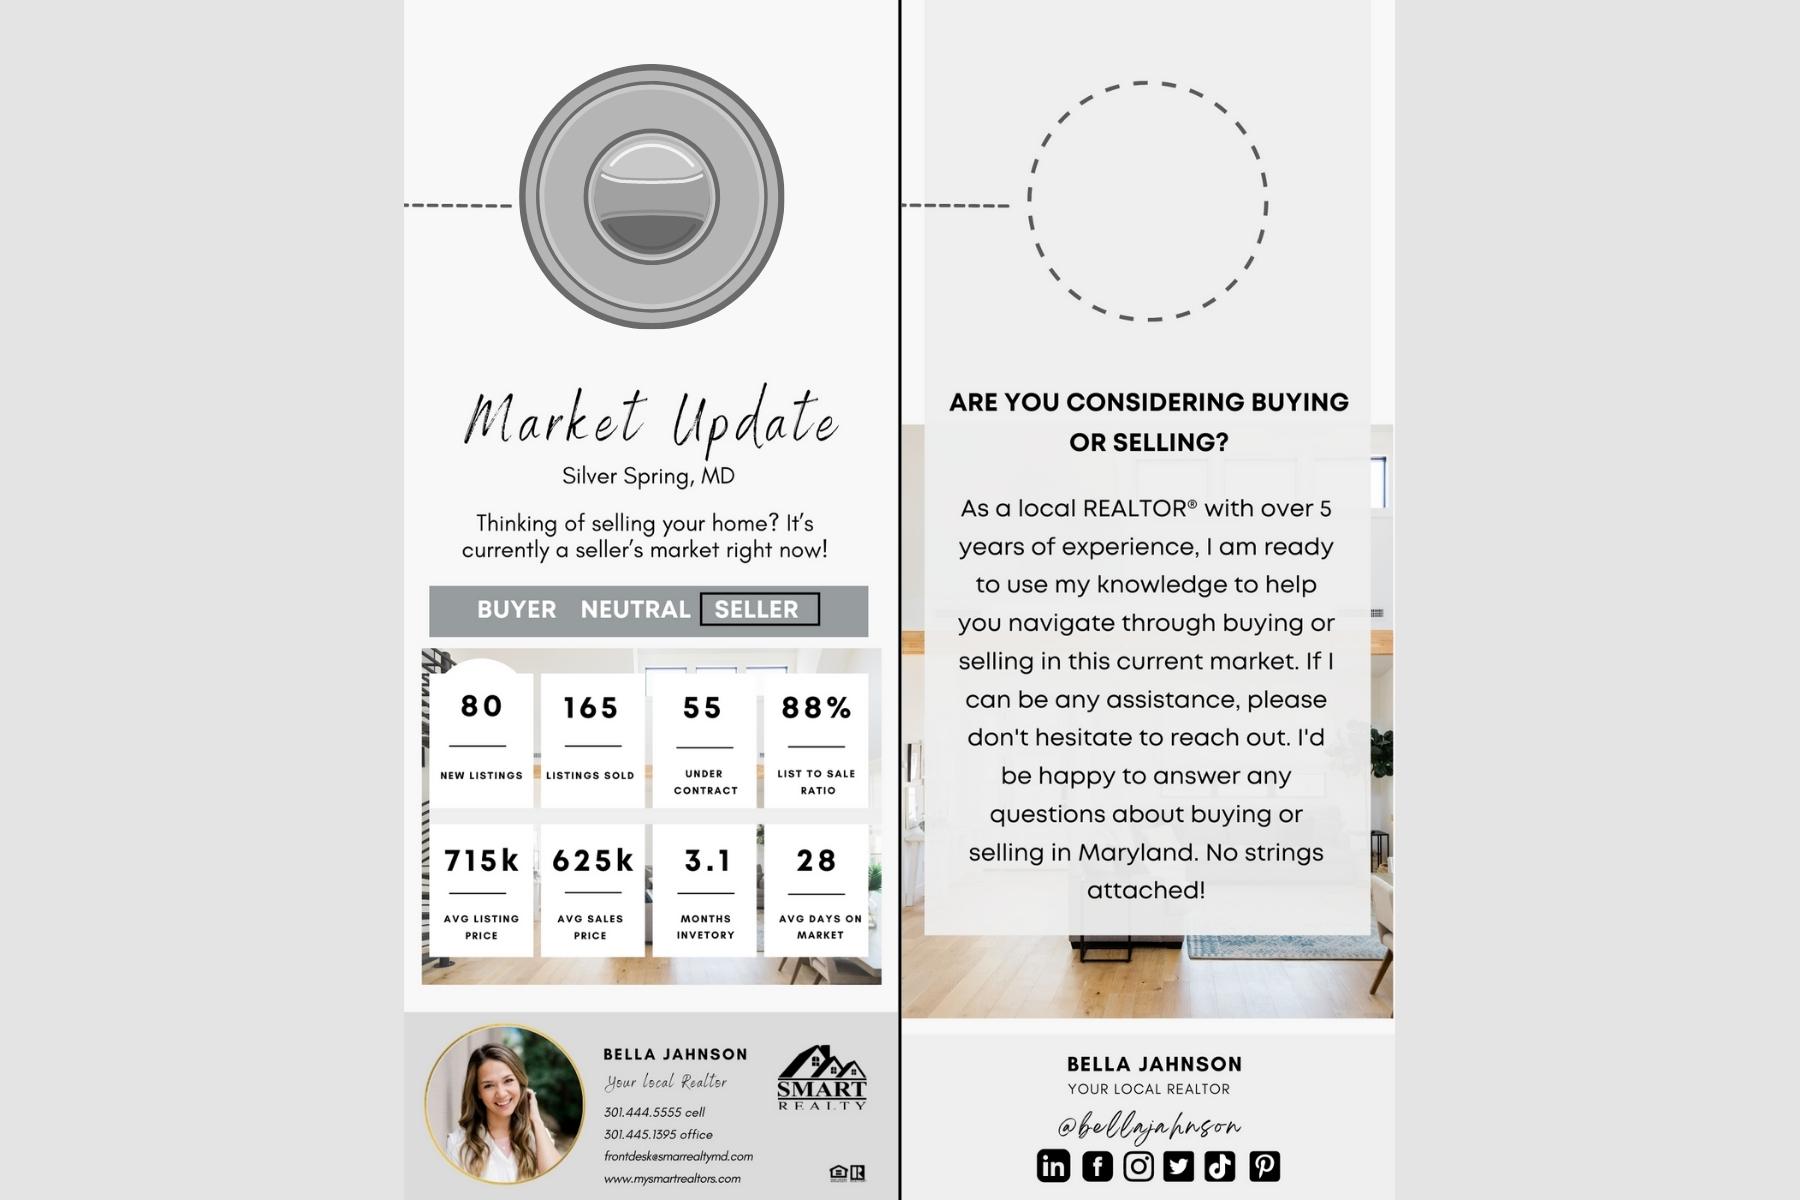 Market Update
Silver Spring, MD
Thinking of selling your home? It's
currently a seller's market right now!
BUYER NEUTRAL SELLER
80
NEW LISTINGS
165
LISTINGS SOLD
55
UNDER
CONTRACT
88%
LIST TO SALE
RATIO
715k
AVG LISTING
PRICE
625k
AVG SALES
PRICE
3.1
MONTHS
INVETORY
28
AVG DAYS ON
MARKET
BELLA JAHNSON
Your local Realtor
301.444.5555 cell
301.445.1395 office
frontdesk@smarrealtymd.com
www.mysmartrealtors.com
SMART
REALTY
ARE YOU CONSIDERING BUYING
OR SELLING?
As a local REALTOR® with over 5
years of experience, I am ready
to use my knowledge to help
you navigate through buying or
selling in this current market. If I
can be any assistance, please
don't hesitate to reach out. I'd
be happy to answer any
questions about buying or
selling in Maryland. No strings
attached!
BELLA JAHNSON
YOUR LOCAL REALTOR
@bellajahnson